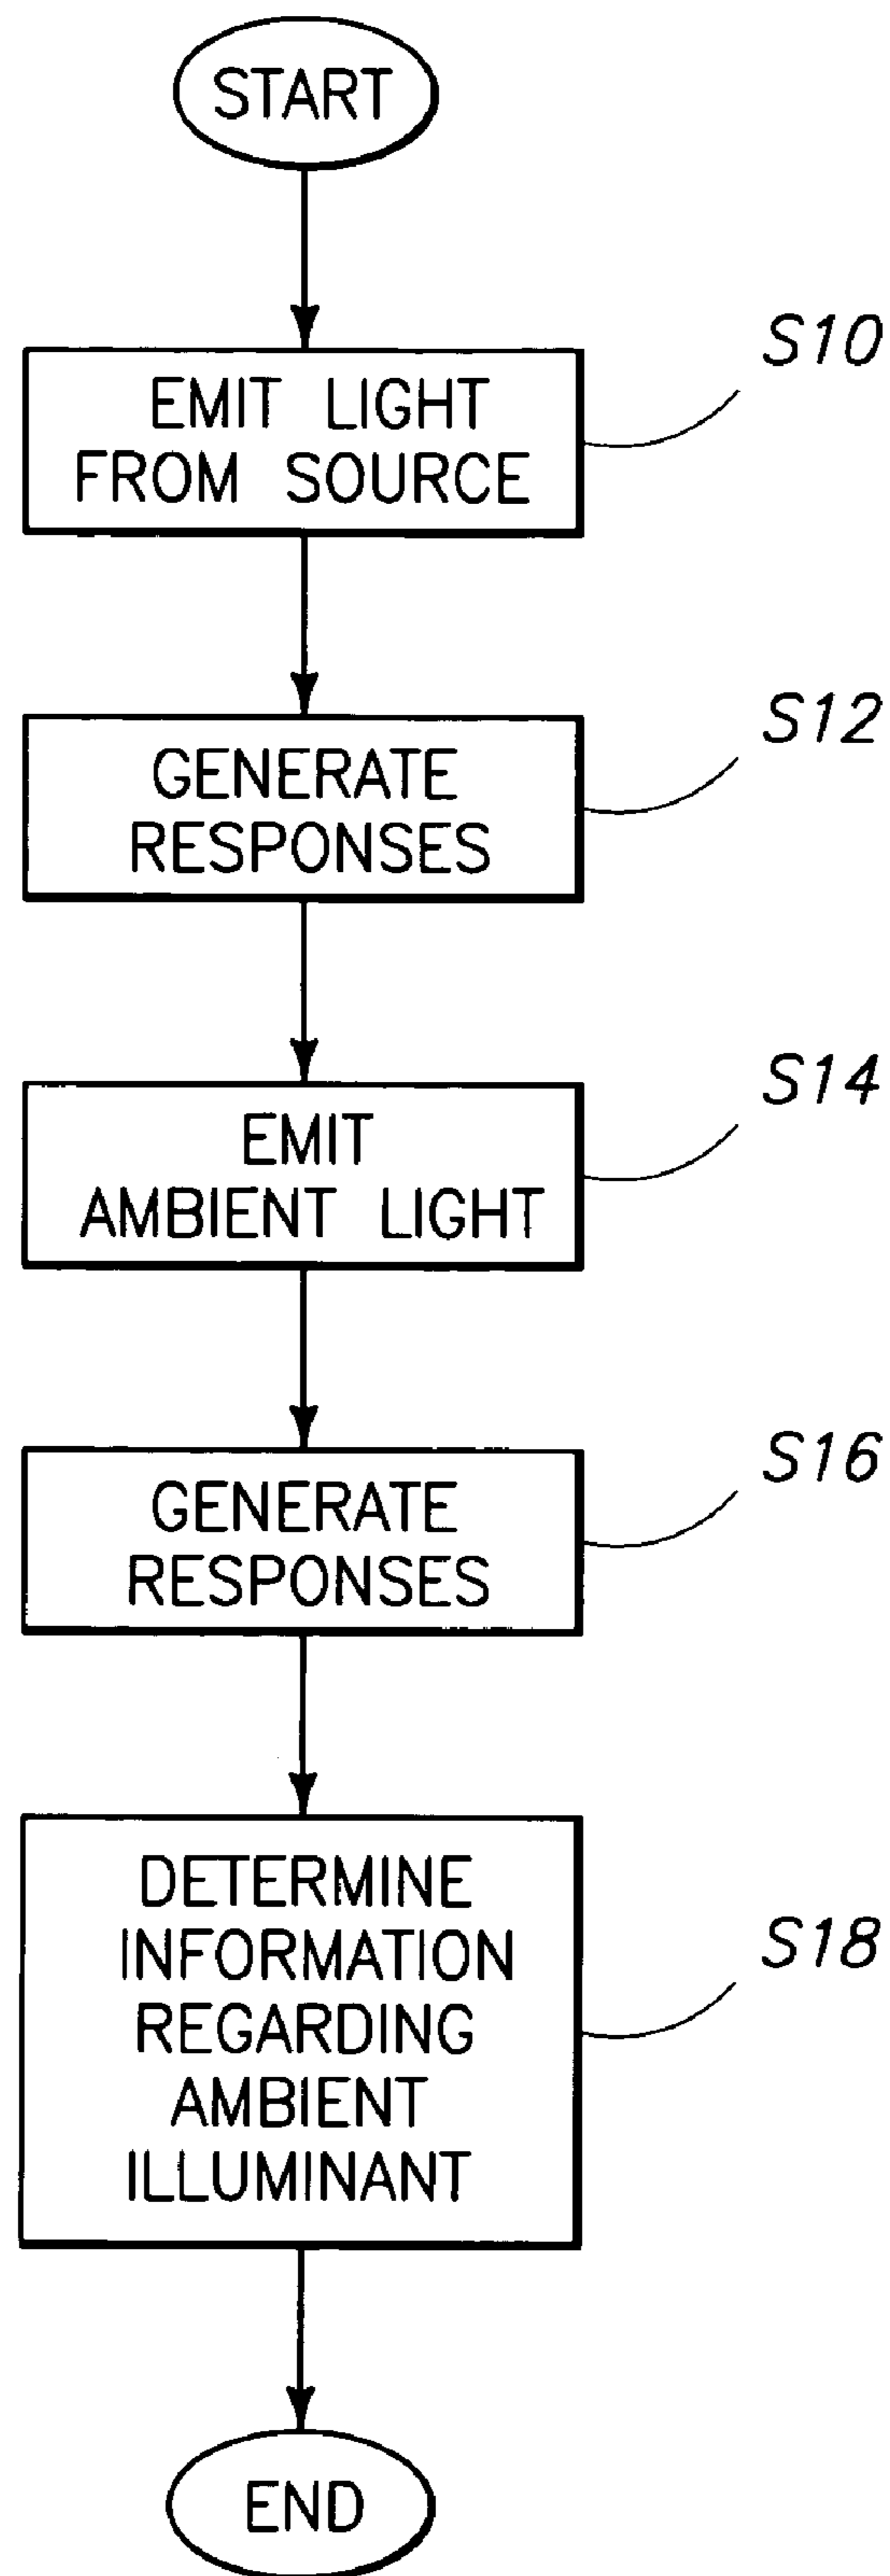 START
S10
EMIT LIGHT
FROM SOURCE
S12
GENERATE
RESPONSES
S14
EMIT
AMBIENT LIGHT
S16
GENERATE
RESPONSES
S18
DETERMINE
INFORMATION
REGARDING
AMBIENT
ILLUMINANT
END